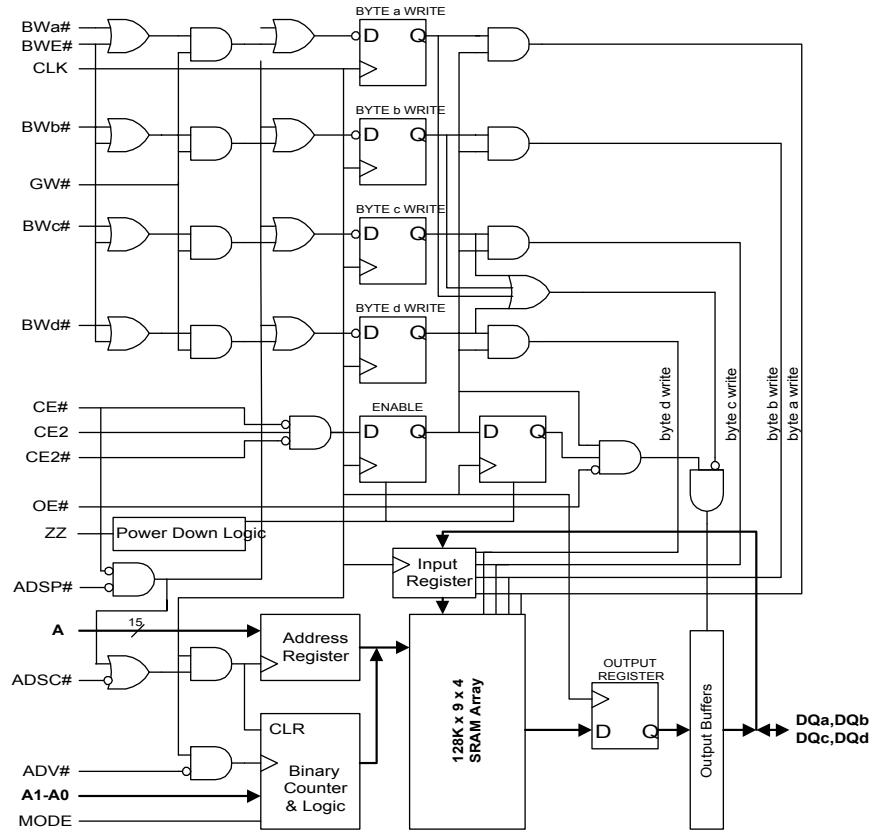 BYTE a WRITE
BWa#
BWE#
CLK
D Q
BYTE b WRITE
BWb#
D Q
GW#
BYTE c WRITE
BWc#
D Q
BYTE d WRITE
BWd#
D Q
byte d write
byte c write
byte b write
byte a write
CE#
CE2
CE2#
ENABLE
D Q
D Q
OE#
ZZ
Power Down Logic
ADSP#
Input
Register
A
15
Address
Register
ADSC#
OUTPUT
REGISTER
D Q
CLR
Binary
Counter
& Logic
128K x 9 x 4
SRAM Array
Output Buffers
DQa,DQb
DQc,DQd
ADV#
A1-A0
MODE